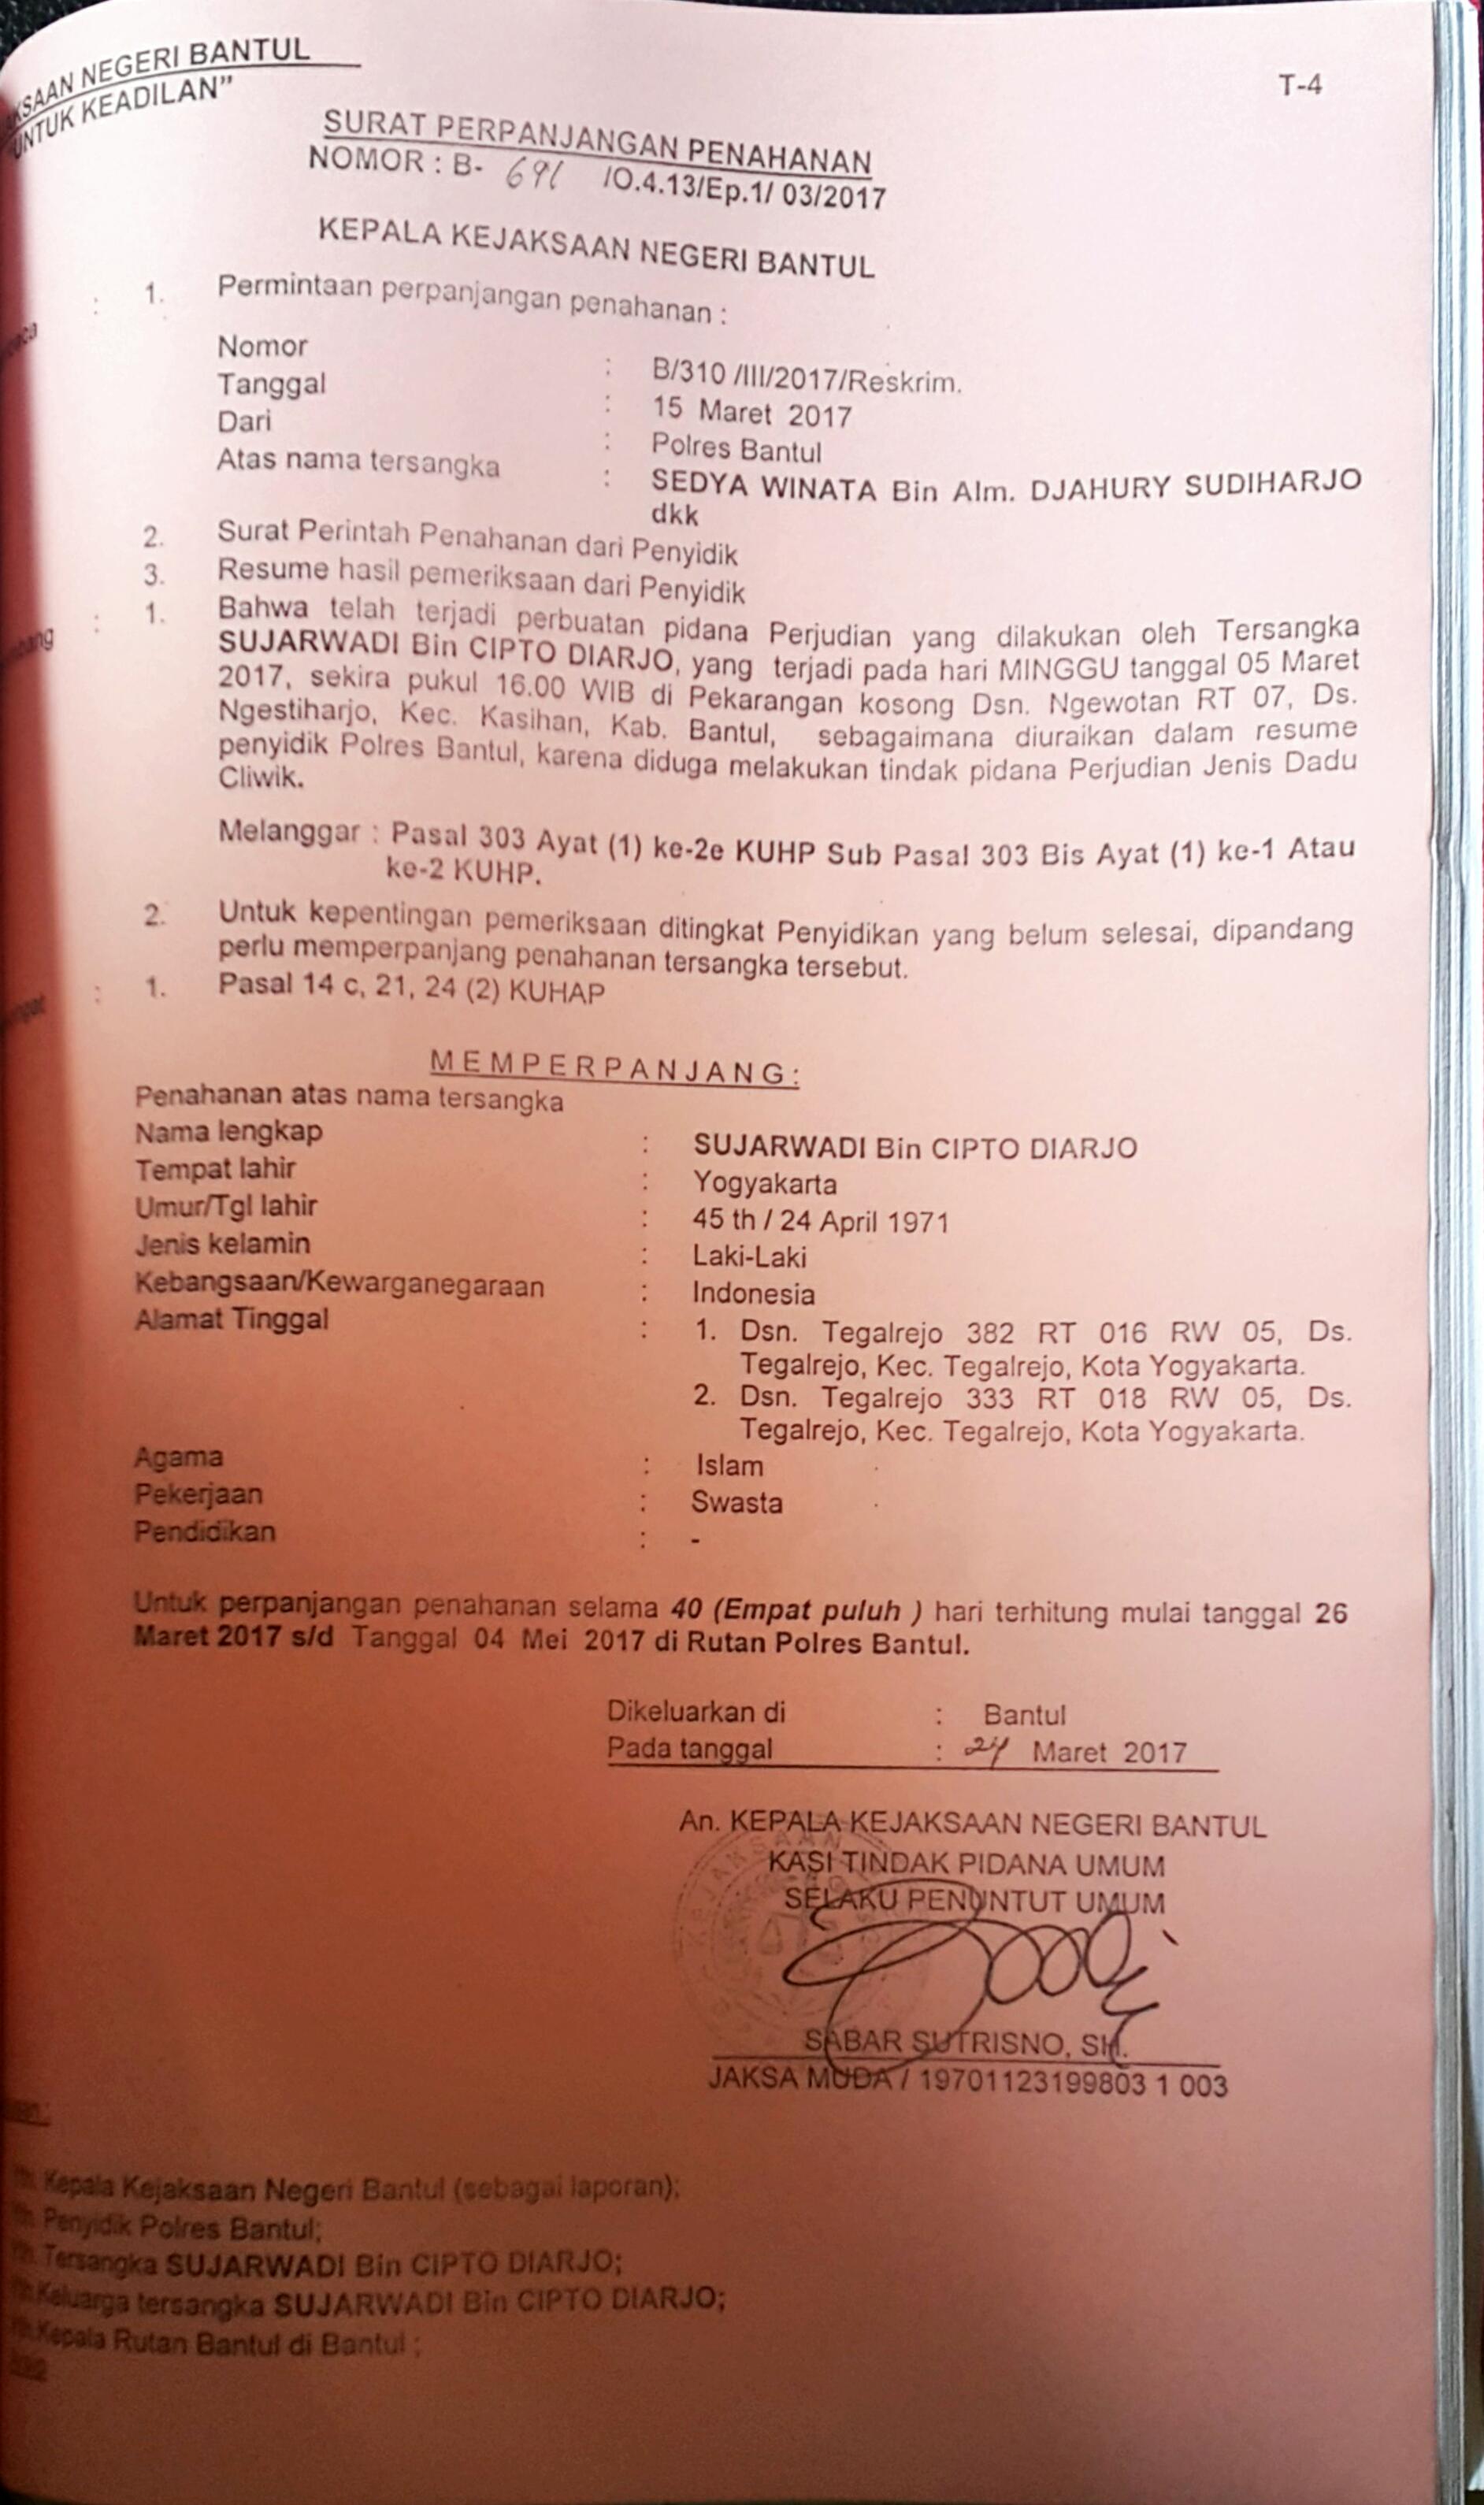 KSAAN NEGERI BANTUL
"UNTUK KEADILAN"
T-4
SURAT PERPANJANGAN PENAHANAN
NOMOR : B- 691 /O.4.13/Ep.1/ 03/2017
KEPALA KEJAKSAAN NEGERI BANTUL
: 1. Permintaan perpanjangan penahanan :
Nomor : B/310 /III/2017/Reskrim.
Tanggal : 15 Maret 2017
Dari : Polres Bantul
Atas nama tersangka : SEDYA WINATA Bin Alm. DJAHURY SUDIHARJO
dkk
2. Surat Perintah Penahanan dari Penyidik
3. Resume hasil pemeriksaan dari Penyidik
: 1. Bahwa telah terjadi perbuatan pidana Perjudian yang dilakukan oleh Tersangka
SUJARWADI Bin CIPTO DIARJO, yang terjadi pada hari MINGGU tanggal 05 Maret
2017, sekira pukul 16.00 WIB di Pekarangan kosong Dsn. Ngewotan RT 07, Ds.
Ngestiharjo, Kec. Kasihan, Kab. Bantul, sebagaimana diuraikan dalam resume
penyidik Polres Bantul, karena diduga melakukan tindak pidana Perjudian Jenis Dadu
Cliwik.
Melanggar : Pasal 303 Ayat (1) ke-2e KUHP Sub Pasal 303 Bis Ayat (1) ke-1 Atau
ke-2 KUHP.
2. Untuk kepentingan pemeriksaan ditingkat Penyidikan yang belum selesai, dipandang
perlu memperpanjang penahanan tersangka tersebut.
: 1. Pasal 14 c, 21, 24 (2) KUHAP
MEMPERPANJANG:
Penahanan atas nama tersangka
Nama lengkap : SUJARWADI Bin CIPTO DIARJO
Tempat lahir : Yogyakarta
Umur/Tgl lahir : 45 th / 24 April 1971
Jenis kelamin : Laki-Laki
Kebangsaan/Kewarganegaraan : Indonesia
Alamat Tinggal : 1. Dsn. Tegalrejo 382 RT 016 RW 05, Ds.
Tegalrejo, Kec. Tegalrejo, Kota Yogyakarta.
2. Dsn. Tegalrejo 333 RT 018 RW 05, Ds.
Tegalrejo, Kec. Tegalrejo, Kota Yogyakarta.
Agama : Islam
Pekerjaan : Swasta
Pendidikan : -
Untuk perpanjangan penahanan selama 40 (Empat puluh ) hari terhitung mulai tanggal 26
Maret 2017 s/d Tanggal 04 Mei 2017 di Rutan Polres Bantul.
Dikeluarkan di : Bantul
Pada tanggal : 24 Maret 2017
An. KEPALA KEJAKSAAN NEGERI BANTUL
KASI TINDAK PIDANA UMUM
SELAKU PENUNTUT UMUM
SABAR SUTRISNO, SH.
JAKSA MUDA / 19701123199803 1 003
Kepala Kejaksaan Negeri Bantul (sebagai laporan);
Penyidik Polres Bantul;
Tersangka SUJARWADI Bin CIPTO DIARJO;
Keluarga tersangka SUJARWADI Bin CIPTO DIARJO;
Kepala Rutan Bantul di Bantul ;